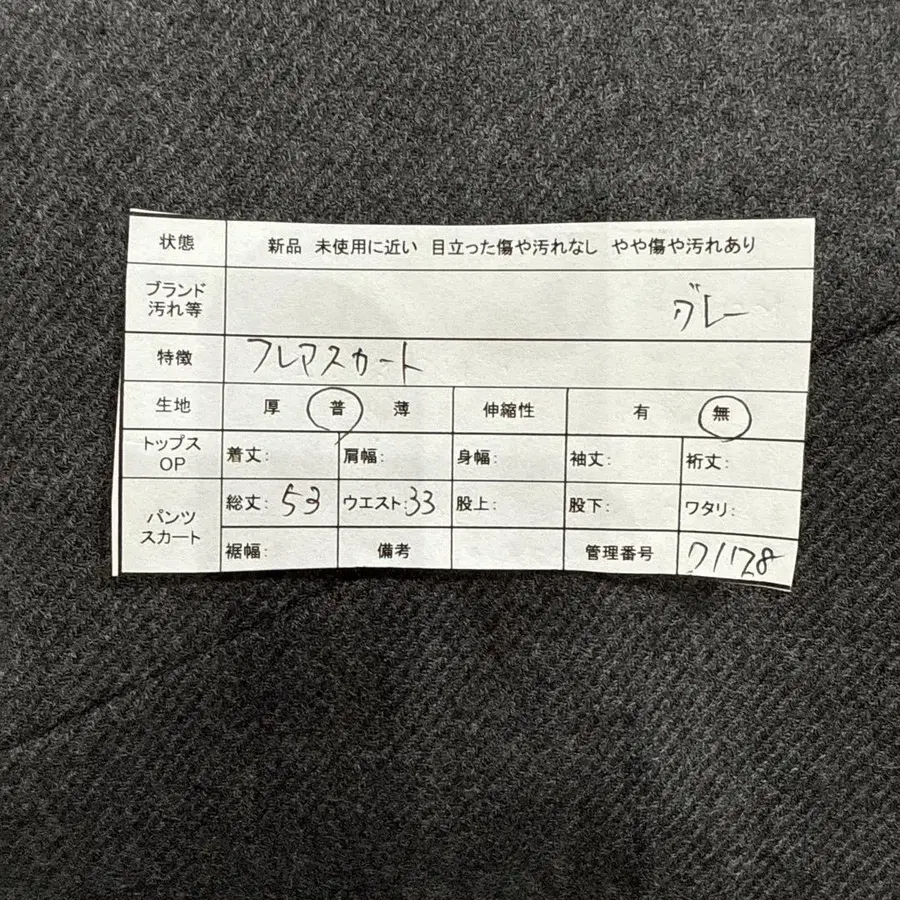 状態 新品 未使用に近い 目立った傷や汚れなし やや傷や汚れあり
ブランド
汚れ等 グレー
特徴 フレアスカート
生地 厚 普 薄 伸縮性 有 無
トップス
OP 着丈: 肩幅: 身幅: 袖丈: 裄丈:
パンツ
スカート 総丈: 53 ウエスト: 33 股上: 股下: ワタリ:
裾幅: 備考 管理番号 71128